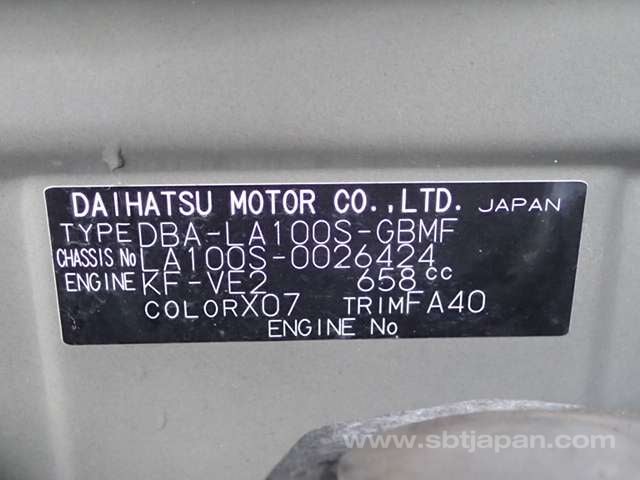 DAIHATSU MOTOR CO.,LTD. JAPAN
TYPE DBA-LA100S-GBMF
CHASSIS No LA100S-0026424
ENGINE KF-VE2 658cc
COLOR X07 TRIM FA40
ENGINE No
www.sbtjapan.com